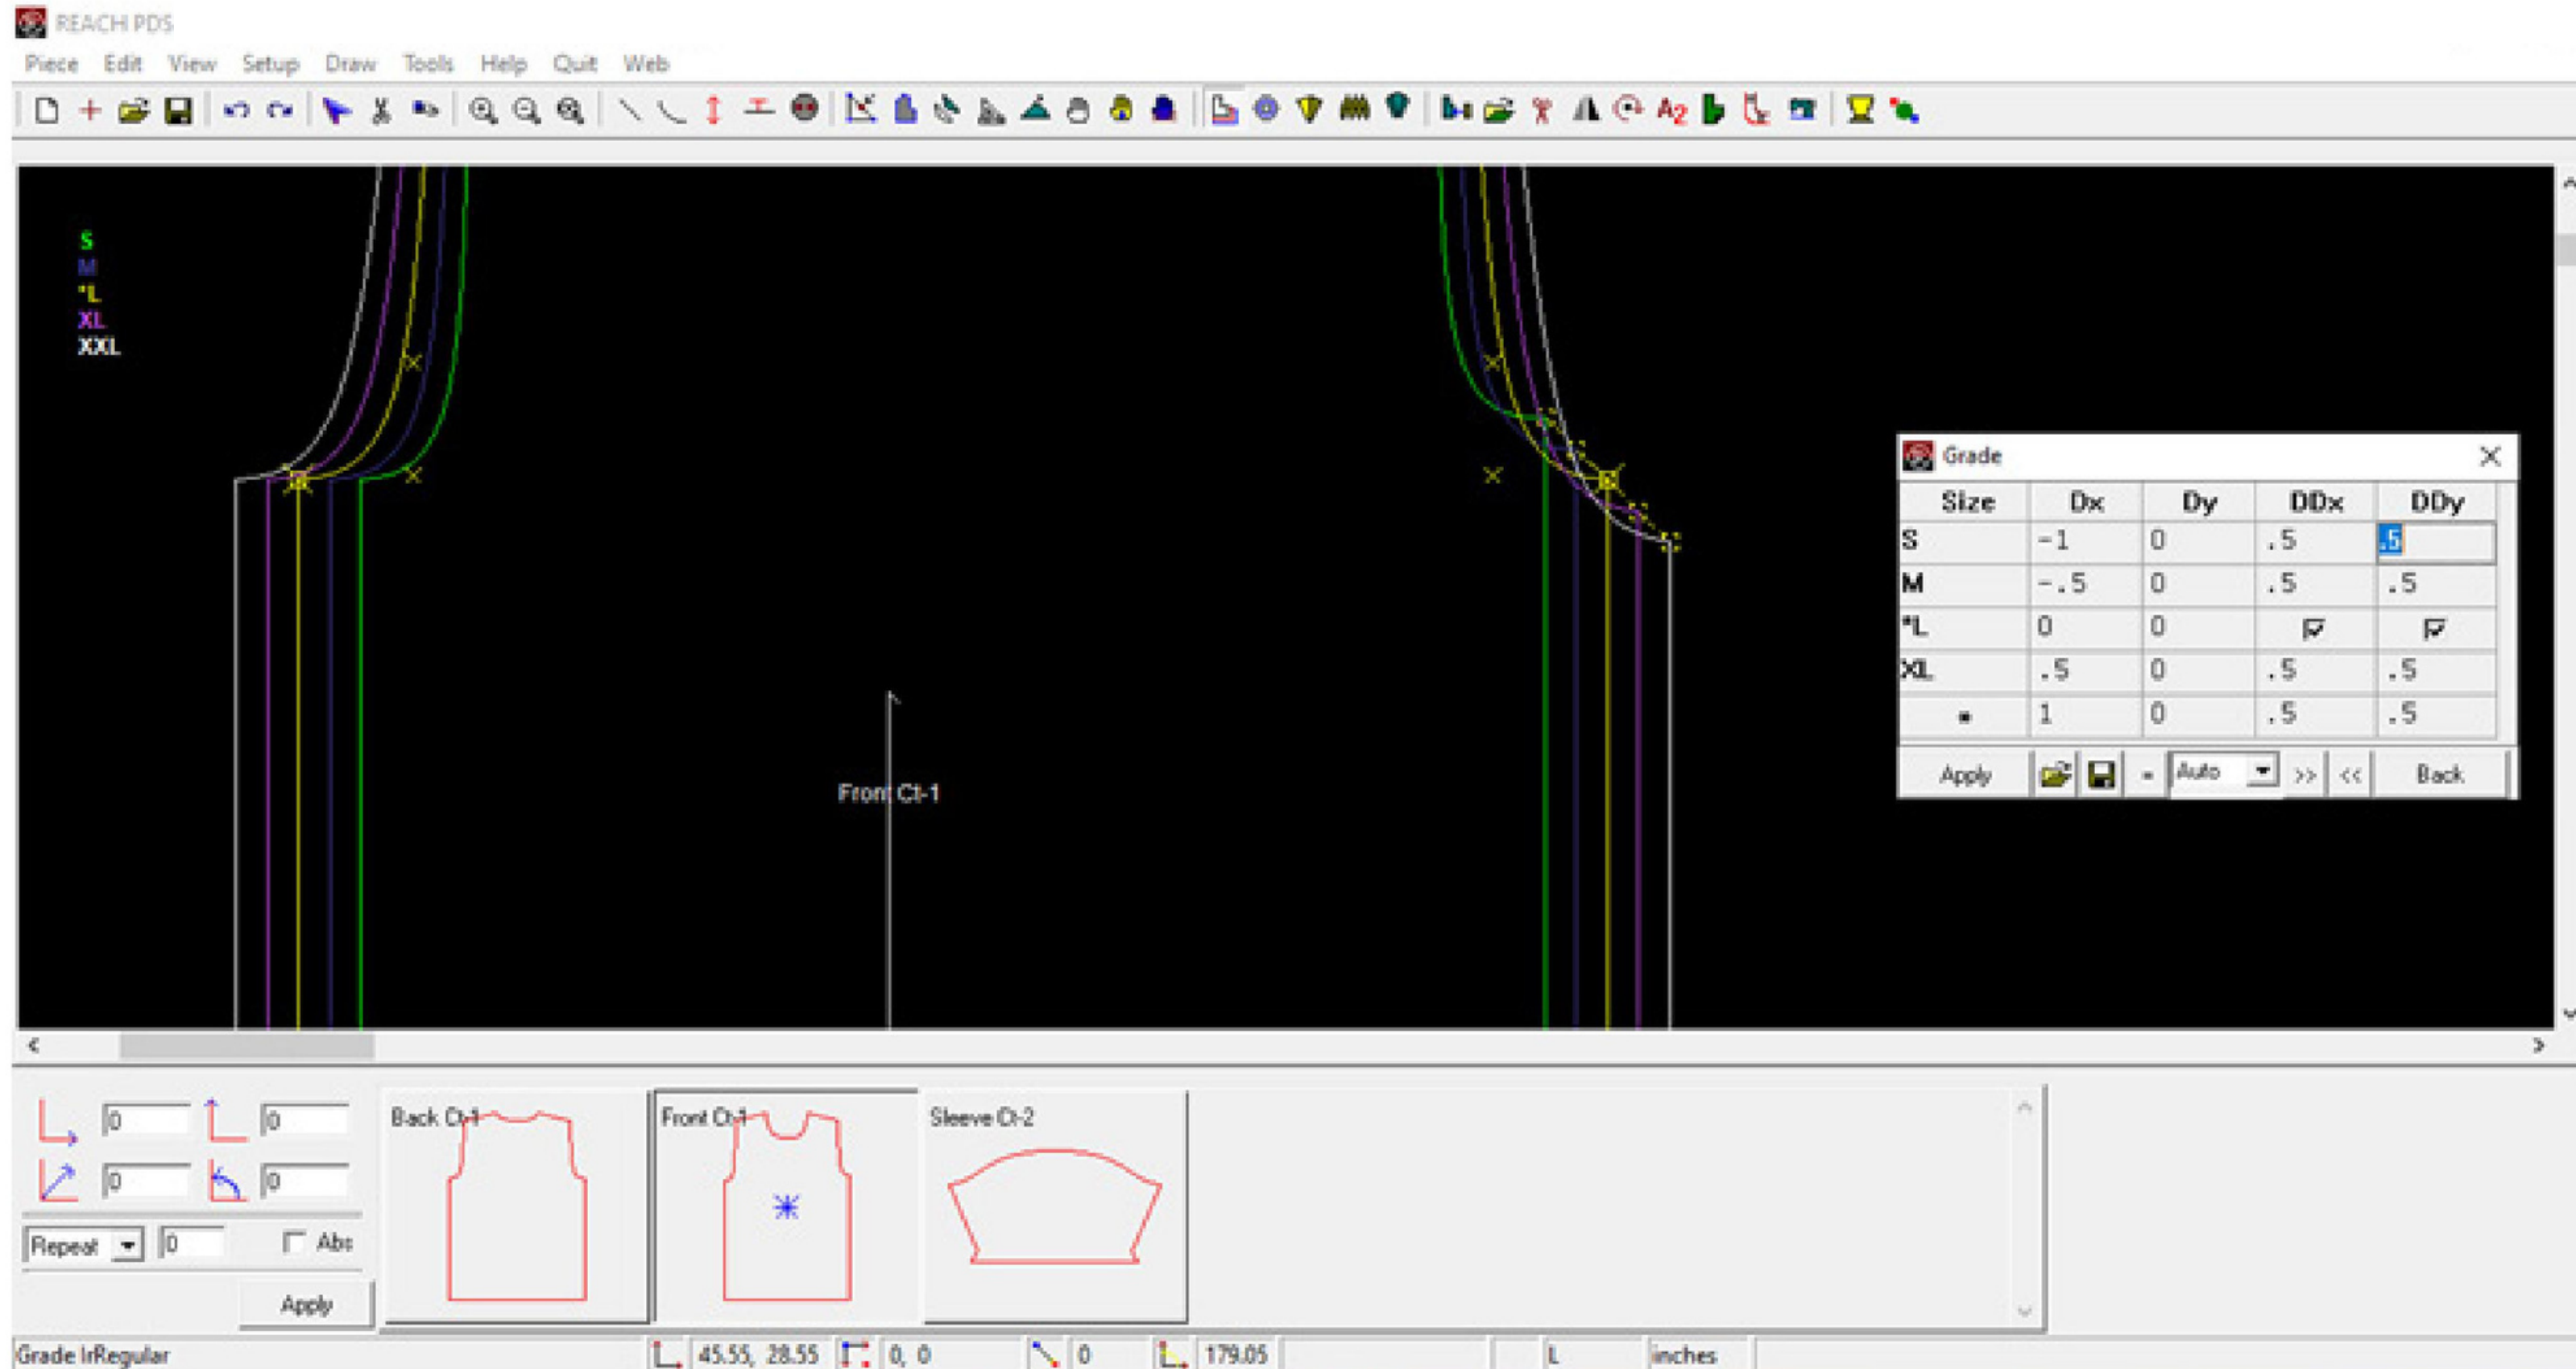 REACH PDS
Piece Edit View Setup Draw Tools Help Quit Web
S
M
*L
XL
XXL
Front Ct-1
Grade
Size Dx Dy DDx DDy
S -1 0 .5 .5
M -.5 0 .5 .5
*L 0 0
XL .5 0 .5 .5
1 0 .5 .5
Apply Auto >> << Back
0 0
0 0
Repeat 0 Abs
Apply
Back Ct-1
Front Ct-1
Sleeve Ct-2
Grade IrRegular 45.55, 28.55 0, 0 0 179.05 L inches